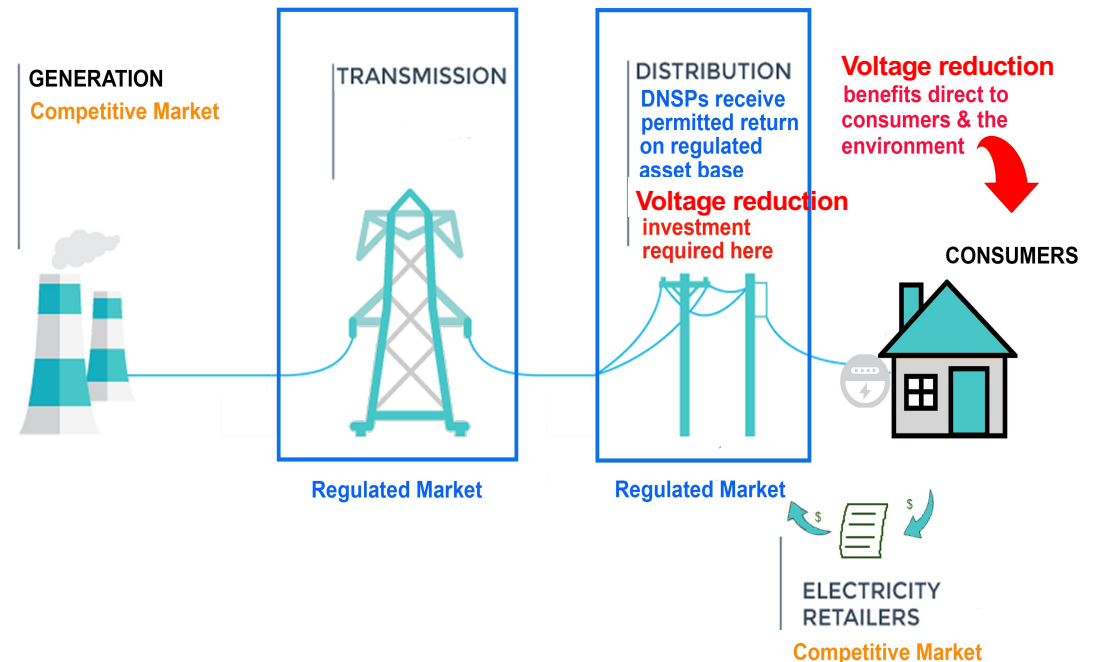 GENERATION
Competitive Market
TRANSMISSION
Regulated Market
DISTRIBUTION
DNSPs receive
permitted return
on regulated
asset base
Voltage reduction
investment
required here
Regulated Market
Voltage reduction
benefits direct to
consumers & the
environment
CONSUMERS
$
$
ELECTRICITY
RETAILERS
Competitive Market